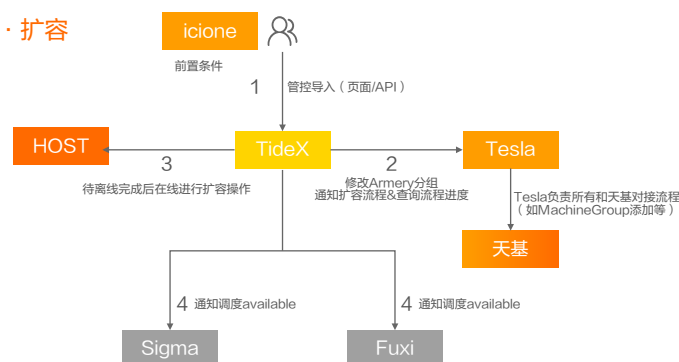 · 扩容
icione
前置条件
1
管控导入（页面/API）
HOST
TideX
Tesla
3
2
待离线完成后在线进行扩容操作
修改Armery分组
通知扩容流程&查询流程进度
Tesla负责所有和天基对接流程
（如MachineGroup添加等）
天基
4 通知调度available
4 通知调度available
Sigma
Fuxi